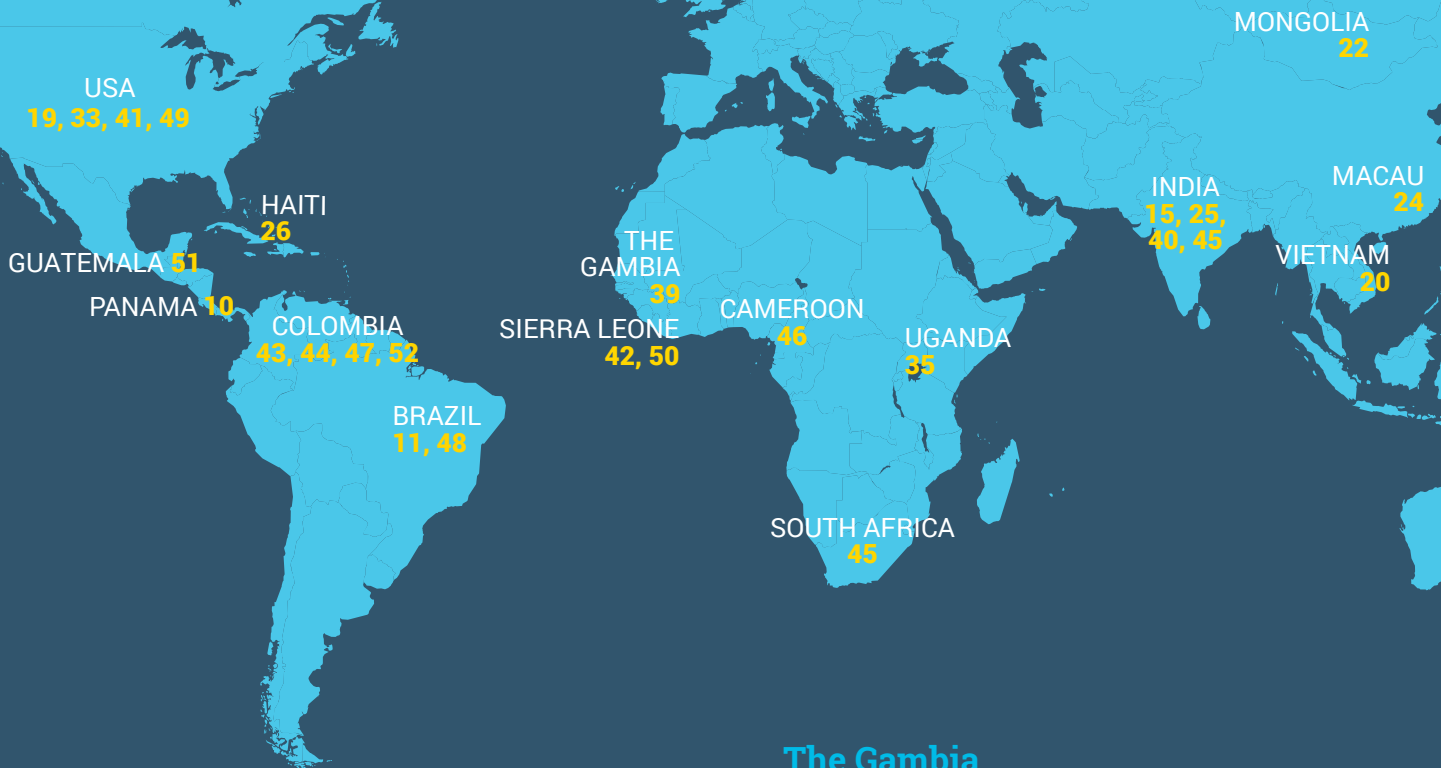 MONGOLIA
22
USA
19, 33, 41, 49
HAITI
26
GUATEMALA 51
PANAMA 10
COLOMBIA
43, 44, 47, 52
BRAZIL
11, 48
THE
GAMBIA
39
SIERRA LEONE
42, 50
CAMEROON
46
UGANDA
35
SOUTH AFRICA
45
INDIA
15, 25,
40, 45
MACAU
24
VIETNAM
20
The Gambia